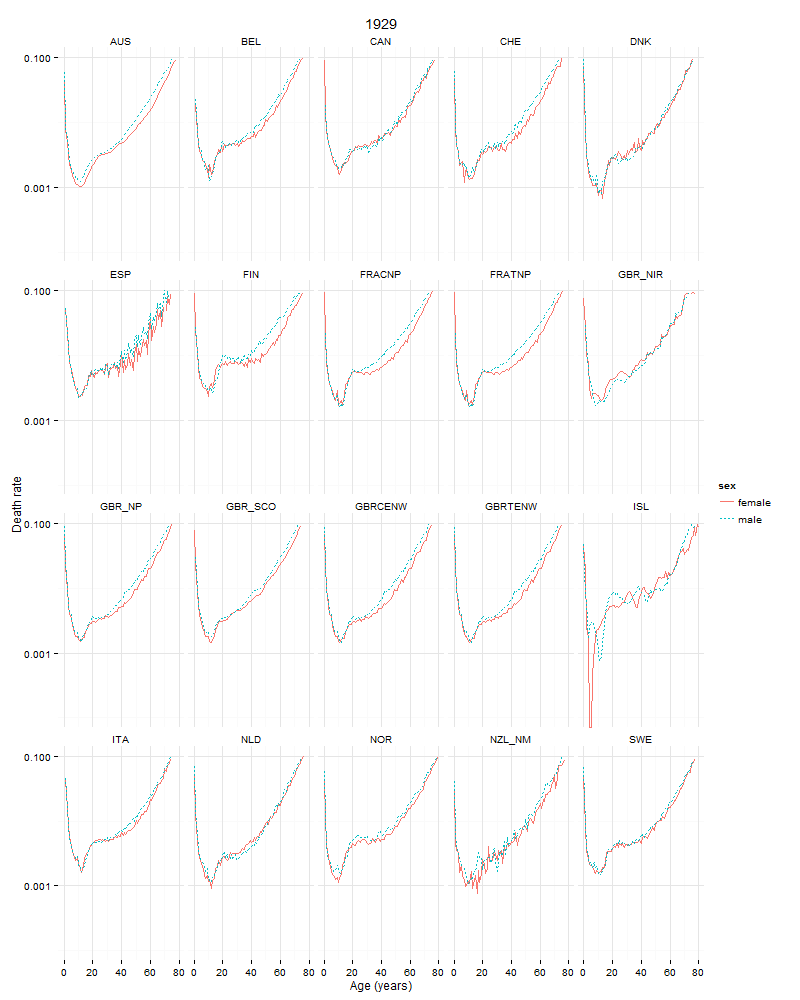 1929
AUS BEL CAN CHE DNK
0.100
0.001
ESP FIN FRACNP FRATNP GBR_NIR
0.100
0.001
Death rate
GBR_NP GBR_SCO GBRCENW GBRTENW ISL
0.100
0.001
sex
female
male
ITA NLD NOR NZL_NM SWE
0.100
0.001
0 20 40 60 80 0 20 40 60 80 0 20 40 60 80 0 20 40 60 80 0 20 40 60 80
Age (years)